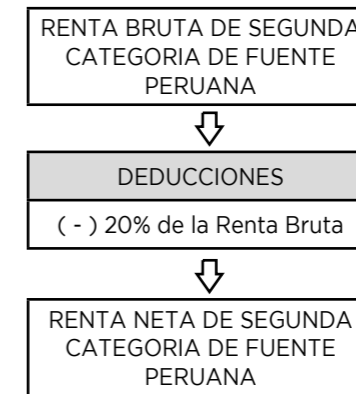 RENTA BRUTA DE SEGUNDA
CATEGORIA DE FUENTE
PERUANA
DEDUCCIONES
( - ) 20% de la Renta Bruta
RENTA NETA DE SEGUNDA
CATEGORIA DE FUENTE
PERUANA